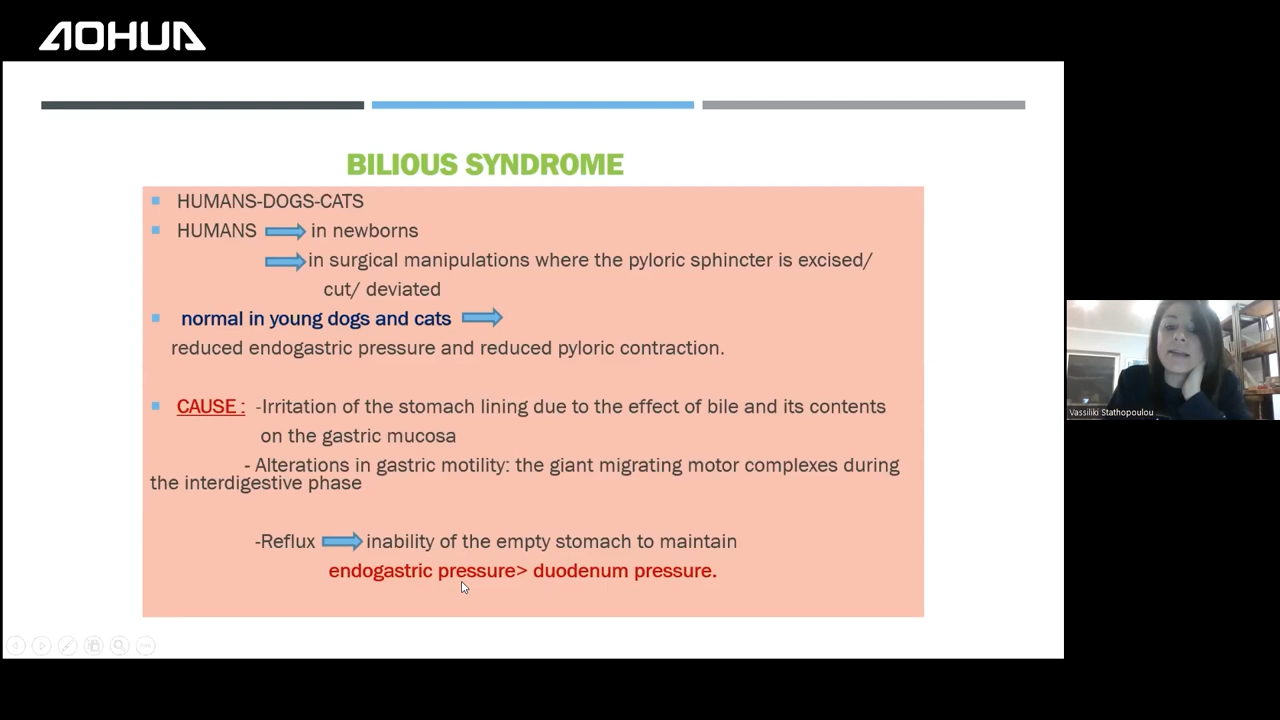 AOHUA
BILIOUS SYNDROME
HUMANS-DOGS-CATS
HUMANS in newborns
in surgical manipulations where the pyloric sphincter is excised/
cut/ deviated
normal in young dogs and cats
reduced endogastric pressure and reduced pyloric contraction.
CAUSE : -Irritation of the stomach lining due to the effect of bile and its contents
on the gastric mucosa
- Alterations in gastric motility: the giant migrating motor complexes during
the interdigestive phase
-Reflux inability of the empty stomach to maintain
endogastric pressure> duodenum pressure.
Vassiliki Stathopoulou